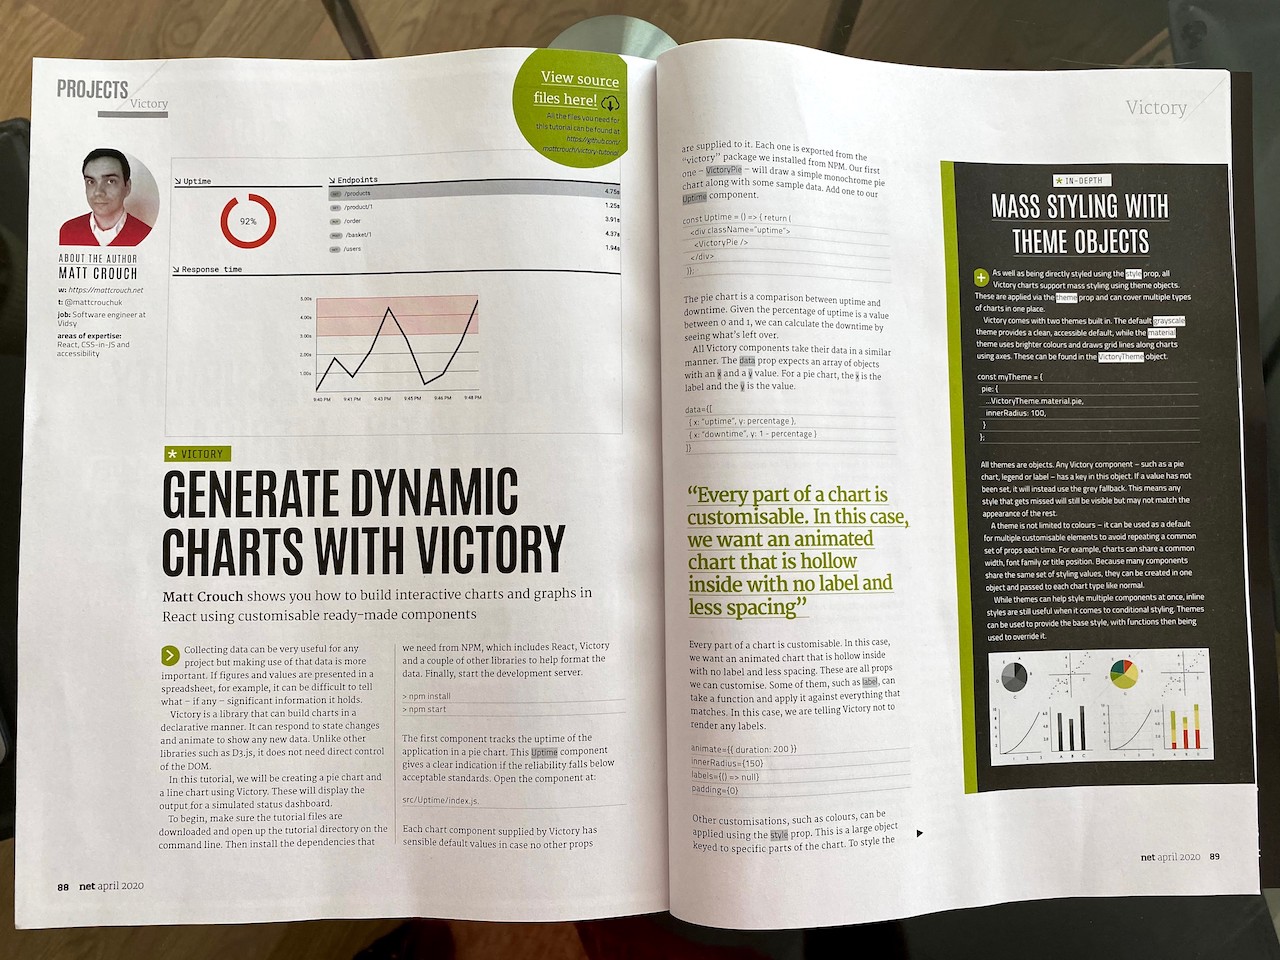 PROJECTS
Victory
View source
files here!
All the files you need for
this tutorial can be found at
https://github.com/
mattcrouch/victory-tutorial
ABOUT THE AUTHOR
MATT CROUCH
w: https://mattcrouch.net
t: @mattcrouchuk
job: Software engineer at
Vidsy
areas of expertise:
React, CSS-in-JS and
accessibility
Uptime
92%
Endpoints
/products 4.75s
/product/1 1.25s
/order 3.91s
/basket/1 4.37s
/users 1.94s
Response time
5.00s
4.00s
3.00s
2.00s
1.00s
9:40 PM 9:41 PM 9:43 PM 9:45 PM 9:46 PM 9:48 PM
* VICTORY
GENERATE DYNAMIC
CHARTS WITH VICTORY
Matt Crouch shows you how to build interactive charts and graphs in
React using customisable ready-made components
Collecting data can be very useful for any
project but making use of that data is more
important. If figures and values are presented in a
spreadsheet, for example, it can be difficult to tell
what – if any – significant information it holds.
Victory is a library that can build charts in a
declarative manner. It can respond to state changes
and animate to show any new data. Unlike other
libraries such as D3.js, it does not need direct control
of the DOM.
In this tutorial, we will be creating a pie chart and
a line chart using Victory. These will display the
output for a simulated status dashboard.
To begin, make sure the tutorial files are
downloaded and open up the tutorial directory on the
command line. Then install the dependencies that
we need from NPM, which includes React, Victory
and a couple of other libraries to help format the
data. Finally, start the development server.
> npm install
> npm start
The first component tracks the uptime of the
application in a pie chart. This Uptime component
gives a clear indication if the reliability falls below
acceptable standards. Open the component at:
src/Uptime/index.js.
Each chart component supplied by Victory has
sensible default values in case no other props
88 net april 2020
Victory
are supplied to it. Each one is exported from the
"victory" package we installed from NPM. Our first
one – VictoryPie – will draw a simple monochrome pie
chart along with some sample data. Add one to our
Uptime component.
const Uptime = () => { return (
<div className="uptime">
<VictoryPie />
</div>
)};
The pie chart is a comparison between uptime and
downtime. Given the percentage of uptime is a value
between 0 and 1, we can calculate the downtime by
seeing what's left over.
All Victory components take their data in a similar
manner. The data prop expects an array of objects
with an x and a y value. For a pie chart, the x is the
label and the y is the value.
data={[
{ x: "uptime", y: percentage },
{ x: "downtime", y: 1 - percentage }
]}
“Every part of a chart is
customisable. In this case,
we want an animated
chart that is hollow
inside with no label and
less spacing”
Every part of a chart is customisable. In this case,
we want an animated chart that is hollow inside
with no label and less spacing. These are all props
we can customise. Some of them, such as label, can
take a function and apply it against everything that
matches. In this case, we are telling Victory not to
render any labels.
animate={{ duration: 200 }}
innerRadius={150}
labels={() => null}
padding={0}
Other customisations, such as colours, can be
applied using the style prop. This is a large object
keyed to specific parts of the chart. To style the
* IN-DEPTH
MASS STYLING WITH
THEME OBJECTS
As well as being directly styled using the style prop, all
Victory charts support mass styling using theme objects.
These are applied via the theme prop and can cover multiple types
of charts in one place.
Victory comes with two themes built in. The default grayscale
theme provides a clean, accessible default, while the material
theme uses brighter colours and draws grid lines along charts
using axes. These can be found in the VictoryTheme object.
const myTheme = {
pie: {
...VictoryTheme.material.pie,
innerRadius: 100,
}
};
All themes are objects. Any Victory component – such as a pie
chart, legend or label – has a key in this object. If a value has not
been set, it will instead use the grey fallback. This means any
style that gets missed will still be visible but may not match the
appearance of the rest.
A theme is not limited to colours – it can be used as a default
for multiple customisable elements to avoid repeating a common
set of props each time. For example, charts can share a common
width, font family or title position. Because many components
share the same set of styling values, they can be created in one
object and passed to each chart type like normal.
While themes can help style multiple components at once, inline
styles are still useful when it comes to conditional styling. Themes
can be used to provide the base style, with functions then being
used to override it.
net april 2020 89